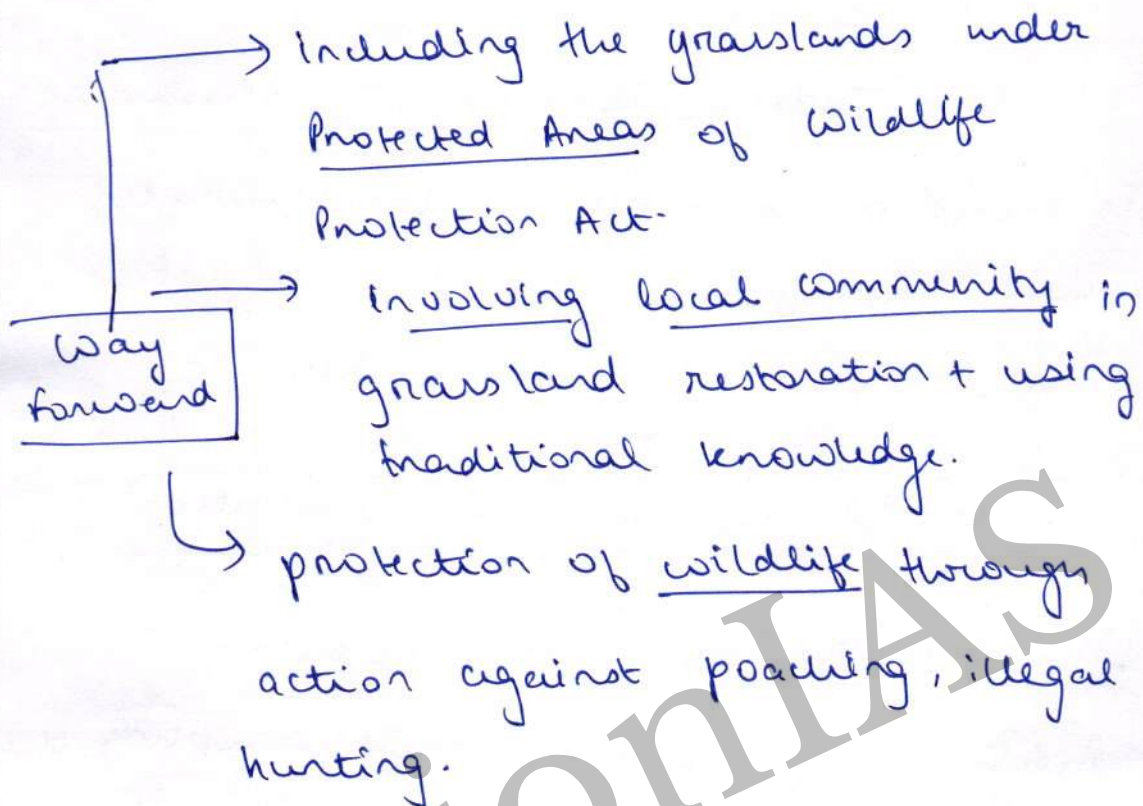 including the grasslands under
Protected Areas of Wildlife
Protection Act.
involving local community in
grassland restoration + using
traditional knowledge.
Way
forward
protection of wildlife through
action against poaching, illegal
hunting.
onIAS